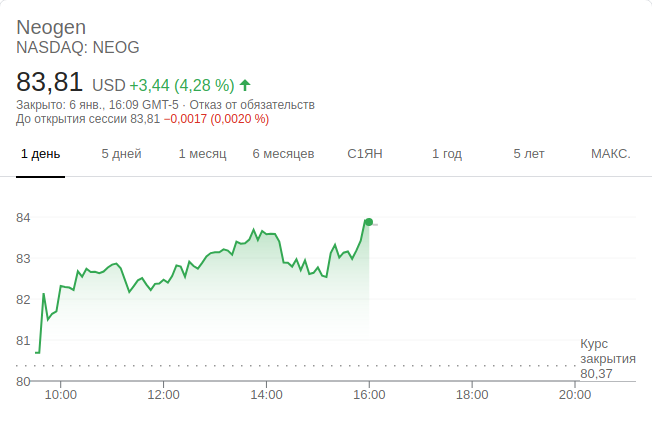 Neogen
NASDAQ: NEOG
83,81 USD +3,44 (4,28 %)
Закрыто: 6 янв., 16:09 GMT-5 · Отказ от обязательств
До открытия сессии 83,81 −0,0017 (0,0020 %)
1 день 5 дней 1 месяц 6 месяцев С1ЯН 1 год 5 лет МАКС.
84
83
82
81
Курс
закрытия
80,37
80
10:00 12:00 14:00 16:00 18:00 20:00